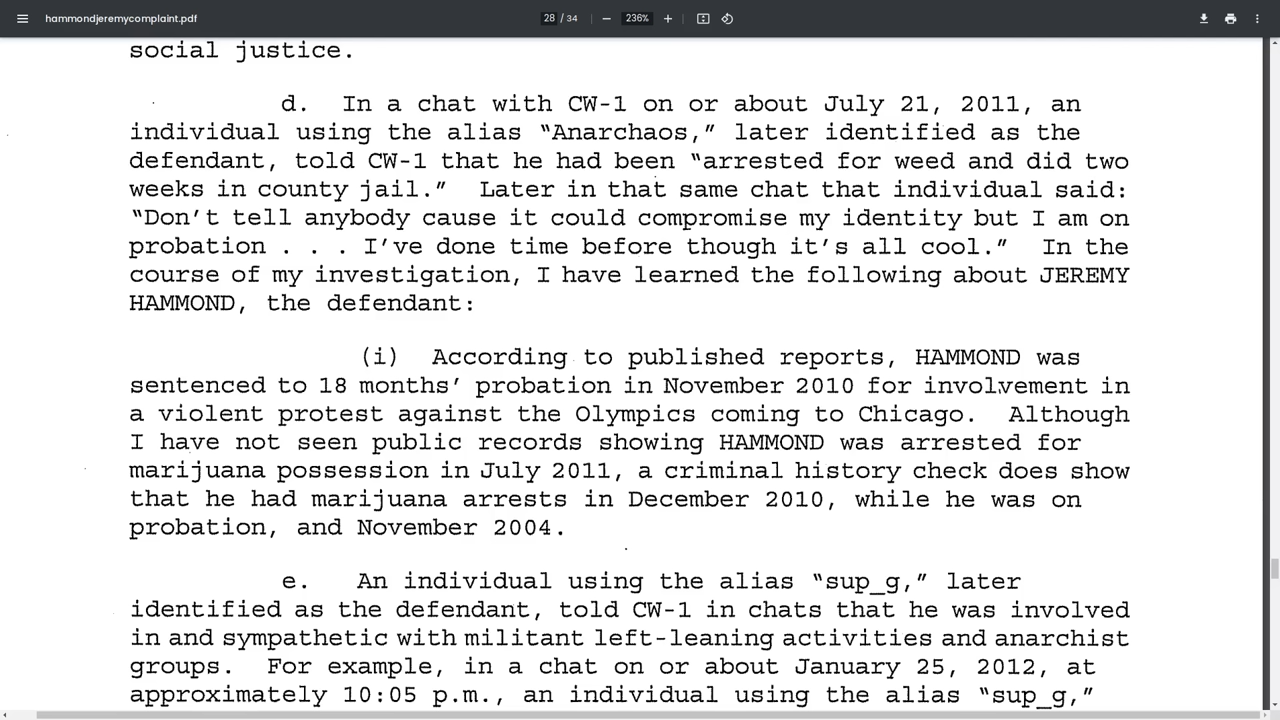 hammondjeremycomplaint.pdf
28 / 34
236%
social justice.
d. In a chat with CW-1 on or about July 21, 2011, an
individual using the alias “Anarchaos,” later identified as the
defendant, told CW-1 that he had been “arrested for weed and did two
weeks in county jail.” Later in that same chat that individual said:
“Don’t tell anybody cause it could compromise my identity but I am on
probation . . . I’ve done time before though it’s all cool.” In the
course of my investigation, I have learned the following about JEREMY
HAMMOND, the defendant:
(i) According to published reports, HAMMOND was
sentenced to 18 months’ probation in November 2010 for involvement in
a violent protest against the Olympics coming to Chicago. Although
I have not seen public records showing HAMMOND was arrested for
marijuana possession in July 2011, a criminal history check does show
that he had marijuana arrests in December 2010, while he was on
probation, and November 2004.
e. An individual using the alias “sup_g,” later
identified as the defendant, told CW-1 in chats that he was involved
in and sympathetic with militant left-leaning activities and anarchist
groups. For example, in a chat on or about January 25, 2012, at
approximately 10:05 p.m., an individual using the alias “sup_g,”